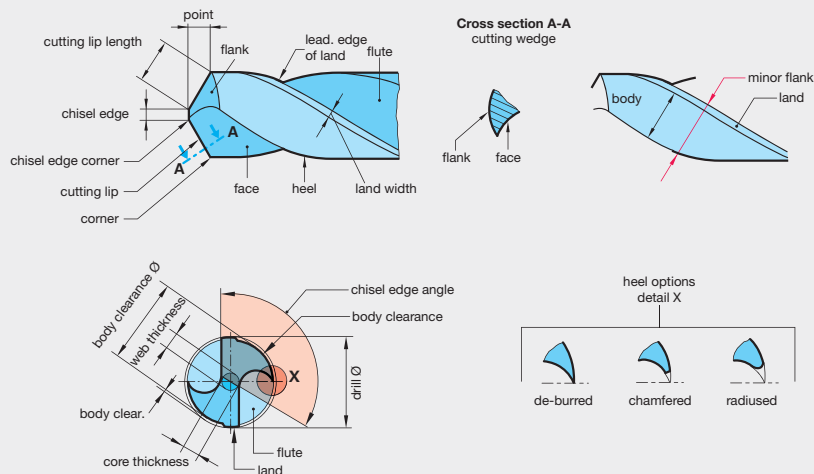 point
cutting lip length
flank
lead. edge
of land
flute
chisel edge
chisel edge corner
A
A
cutting lip
corner
face
heel
land width
Cross section A-A
cutting wedge
flank
face
body
minor flank
land
body clearance Ø
web thickness
body clear.
core thickness
chisel edge angle
body clearance
X
drill Ø
flute
land
heel options
detail X
de-burred
chamfered
radiused